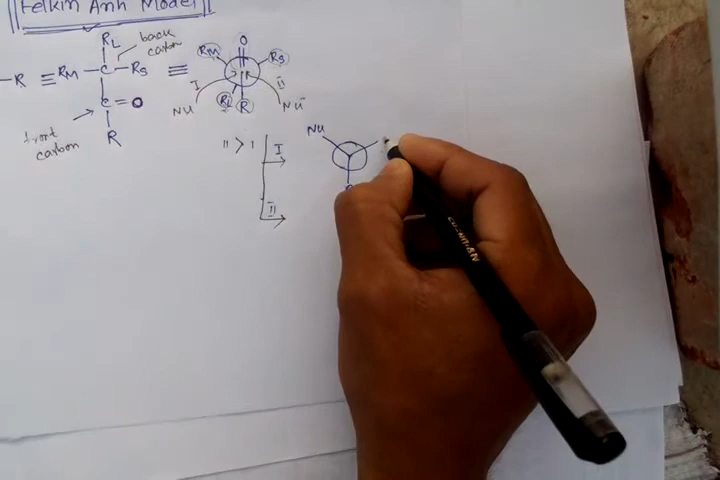 Felkin Anh Model
RL
back
carbon
R ≡ RM — C — RS ≡
C = O
R
front
carbon
O
RM RS
I II
Nu RL R Nu⁻
II > I
I
II
Nu